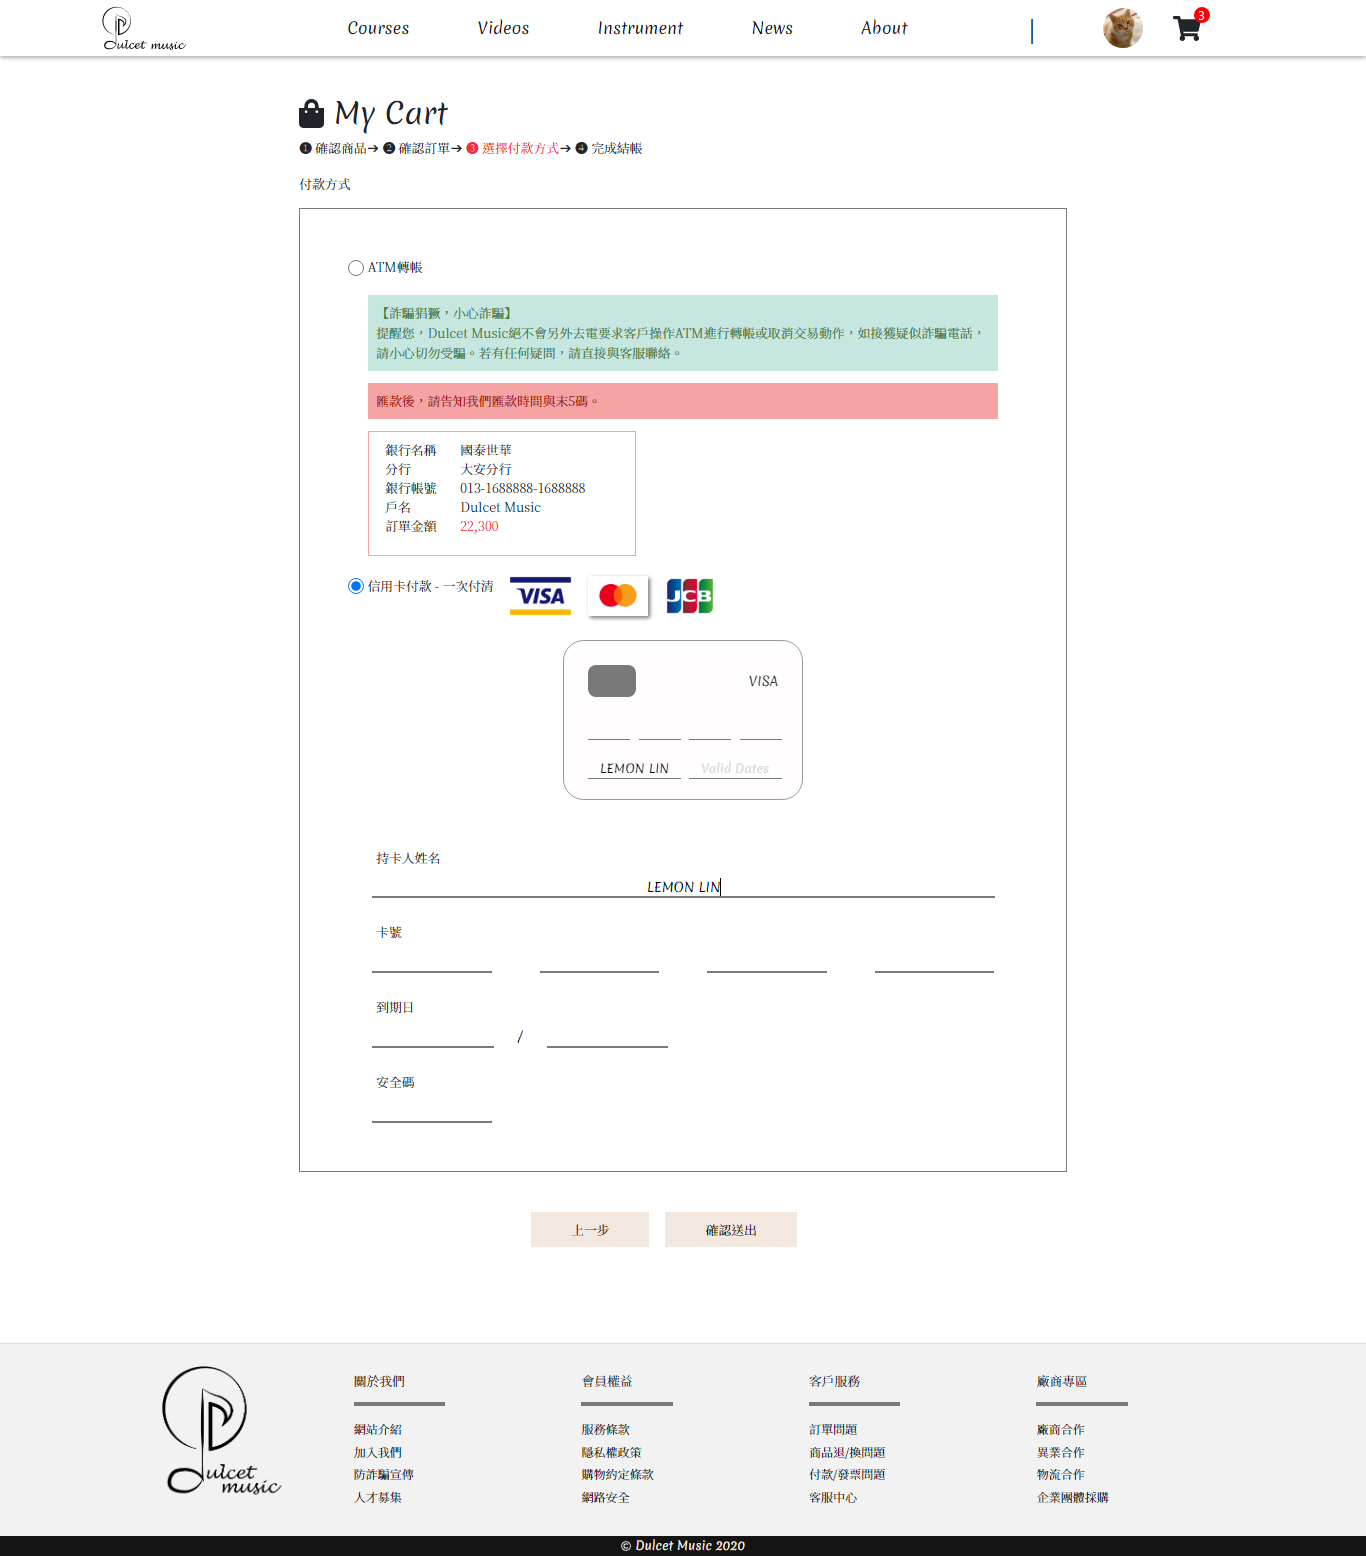 Dulcet music
Courses Videos Instrument News About | 3
My Cart
❶ 確認商品➔ ❷ 確認訂單➔ ❸ 選擇付款方式➔ ❹ 完成結帳
付款方式
ATM轉帳
【詐騙猖獗，小心詐騙】
提醒您，Dulcet Music絕不會另外去電要求客戶操作ATM進行轉帳或取消交易動作，如接獲疑似詐騙電話，
請小心切勿受騙。若有任何疑問，請直接與客服聯絡。
匯款後，請告知我們匯款時間與末5碼。
銀行名稱 國泰世華
分行 大安分行
銀行帳號 013-1688888-1688888
戶名 Dulcet Music
訂單金額 22,300
信用卡付款 - 一次付清 VISA JCB
VISA
LEMON LIN Valid Dates
持卡人姓名
LEMON LIN
卡號
到期日
/
安全碼
上一步 確認送出
Dulcet music
關於我們 會員權益 客戶服務 廠商專區
網站介紹 服務條款 訂單問題 廠商合作
加入我們 隱私權政策 商品退/換問題 異業合作
防詐騙宣傳 購物約定條款 付款/發票問題 物流合作
人才募集 網路安全 客服中心 企業團體採購
© Dulcet Music 2020